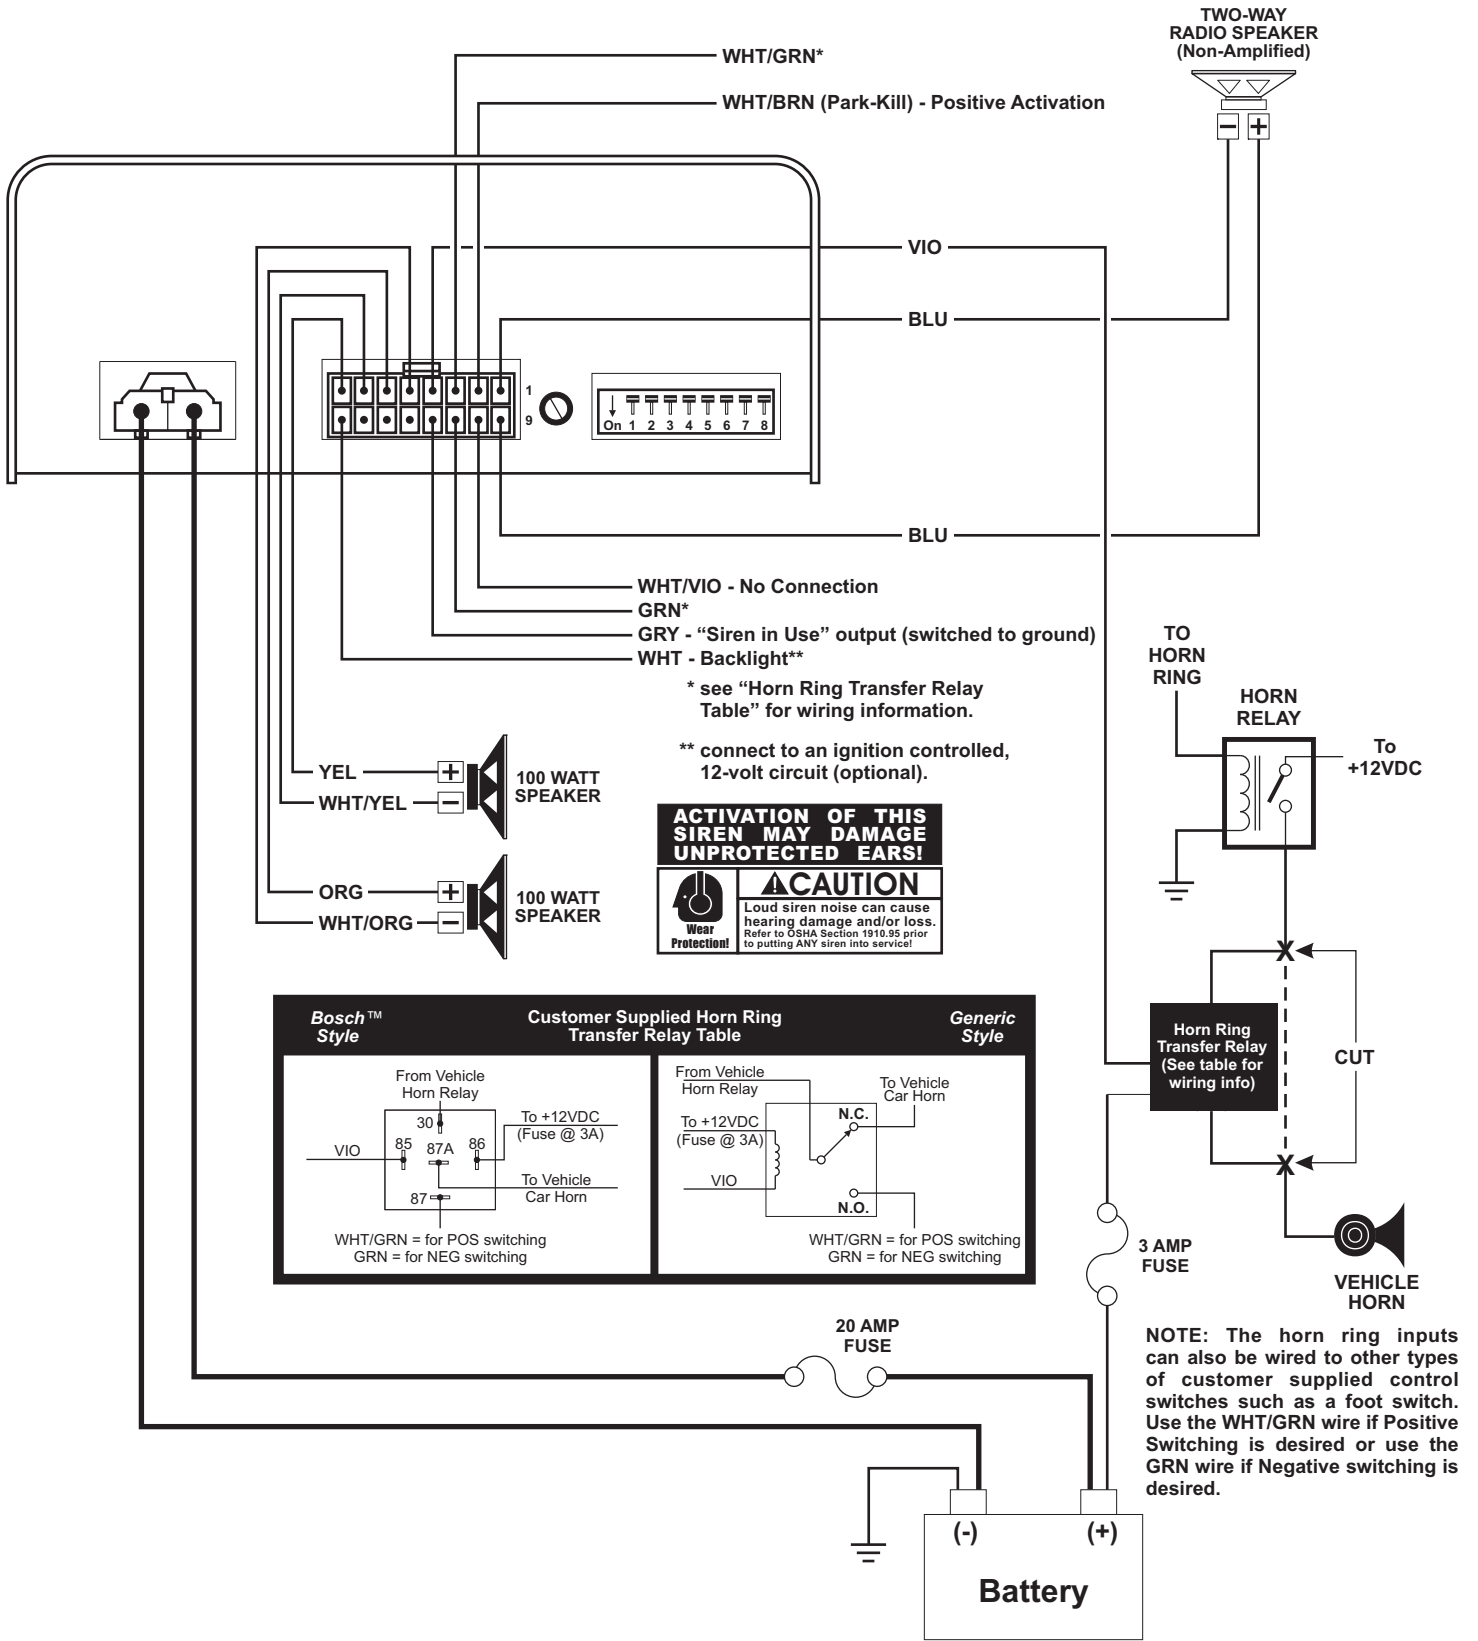 TWO-WAY
RADIO SPEAKER
(Non-Amplified)
WHT/GRN*
WHT/BRN (Park-Kill) - Positive Activation
− +
VIO
BLU
1
9
On 1 2 3 4 5 6 7 8
BLU
WHT/VIO - No Connection
GRN*
GRY - “Siren in Use” output (switched to ground)
WHT - Backlight**
* see “Horn Ring Transfer Relay
Table” for wiring information.
** connect to an ignition controlled,
12-volt circuit (optional).
TO
HORN
RING
HORN
RELAY
To
+12VDC
YEL +
WHT/YEL −
100 WATT
SPEAKER
ORG +
WHT/ORG −
100 WATT
SPEAKER
ACTIVATION OF THIS
SIREN MAY DAMAGE
UNPROTECTED EARS!
Wear
Protection!
CAUTION
Loud siren noise can cause
hearing damage and/or loss.
Refer to OSHA Section 1910.95 prior
to putting ANY siren into service!
X
Horn Ring
Transfer Relay
(See table for
wiring info)
CUT
X
Bosch™
Style
Customer Supplied Horn Ring
Transfer Relay Table
Generic
Style
From Vehicle
Horn Relay
30
To +12VDC
(Fuse @ 3A)
85
87A
86
VIO
To Vehicle
Car Horn
87
WHT/GRN = for POS switching
GRN = for NEG switching
From Vehicle
Horn Relay
To Vehicle
Car Horn
N.C.
To +12VDC
(Fuse @ 3A)
VIO
N.O.
WHT/GRN = for POS switching
GRN = for NEG switching
3 AMP
FUSE
VEHICLE
HORN
20 AMP
FUSE
NOTE: The horn ring inputs
can also be wired to other types
of customer supplied control
switches such as a foot switch.
Use the WHT/GRN wire if Positive
Switching is desired or use the
GRN wire if Negative switching is
desired.
(-) (+)
Battery